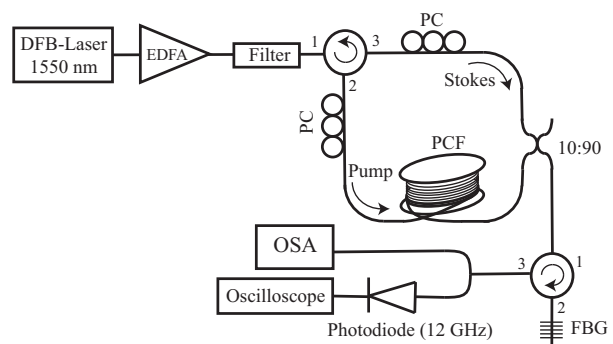 DFB-Laser
1550 nm
EDFA
Filter
1
3
2
PC
Stokes
PC
PCF
10:90
Pump
OSA
3
1
2
Oscilloscope
FBG
Photodiode (12 GHz)